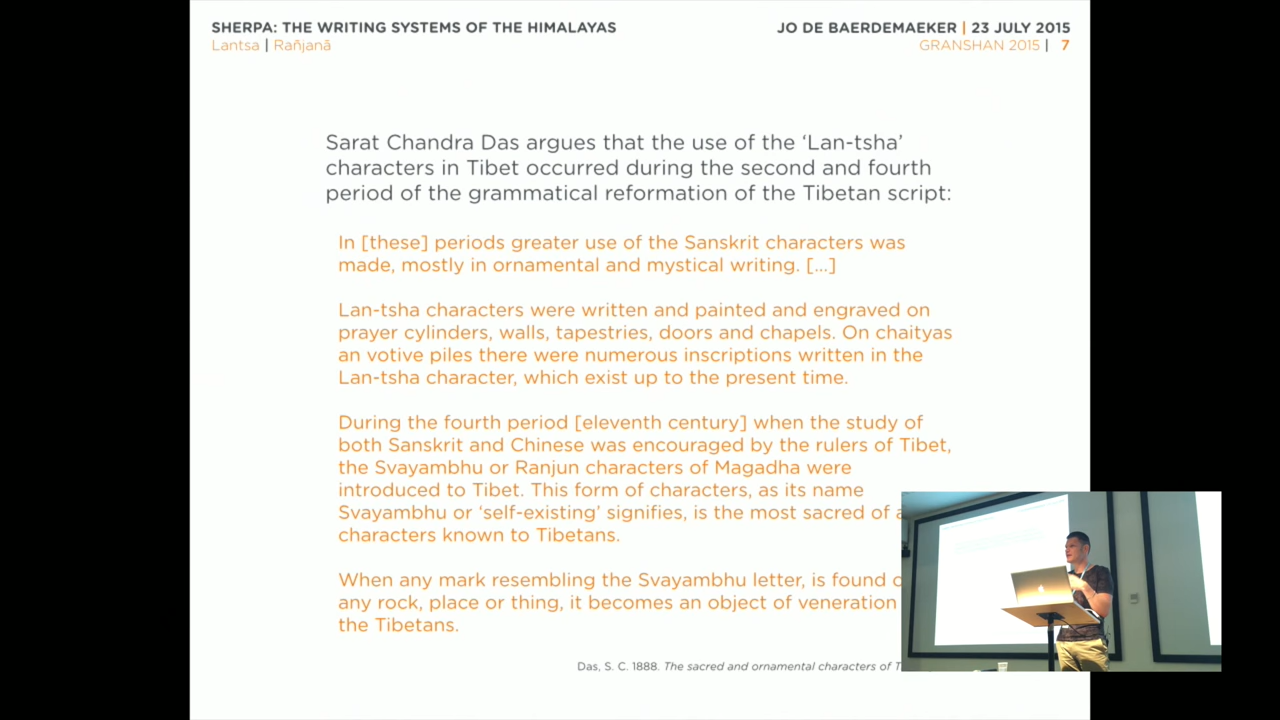 SHERPA: THE WRITING SYSTEMS OF THE HIMALAYAS
Lantsa | Rañjanā
JO DE BAERDEMAEKER | 23 JULY 2015
GRANSHAN 2015 | 7
Sarat Chandra Das argues that the use of the ‘Lan-tsha’
characters in Tibet occurred during the second and fourth
period of the grammatical reformation of the Tibetan script:
In [these] periods greater use of the Sanskrit characters was
made, mostly in ornamental and mystical writing. [...]
Lan-tsha characters were written and painted and engraved on
prayer cylinders, walls, tapestries, doors and chapels. On chaityas
an votive piles there were numerous inscriptions written in the
Lan-tsha character, which exist up to the present time.
During the fourth period [eleventh century] when the study of
both Sanskrit and Chinese was encouraged by the rulers of Tibet,
the Svayambhu or Ranjun characters of Magadha were
introduced to Tibet. This form of characters, as its name
Svayambhu or ‘self-existing’ signifies, is the most sacred of
characters known to Tibetans.
When any mark resembling the Svayambhu letter, is found
any rock, place or thing, it becomes an object of veneration
the Tibetans.
Das, S. C. 1888. The sacred and ornamental characters of